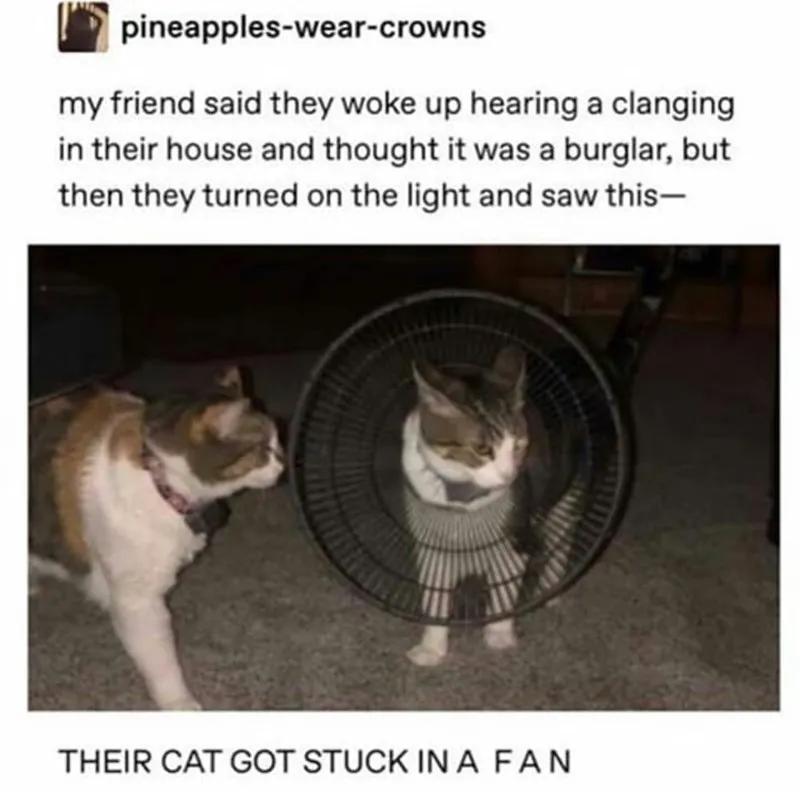 pineapples-wear-crowns
my friend said they woke up hearing a clanging
in their house and thought it was a burglar, but
then they turned on the light and saw this—
THEIR CAT GOT STUCK IN A F A N